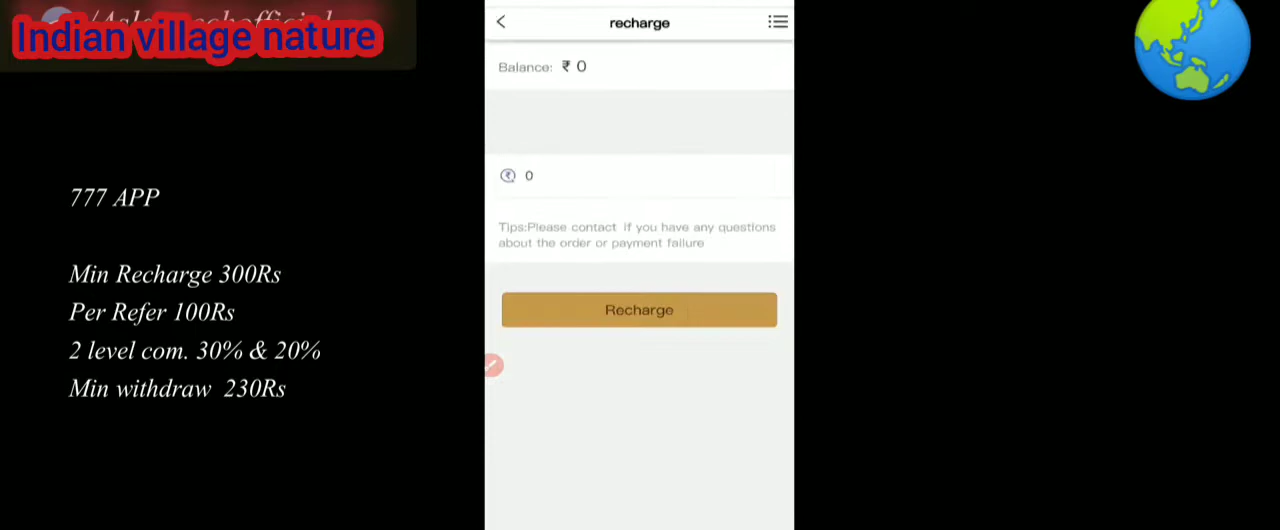 Indian village nature
777 APP
Min Recharge 300Rs
Per Refer 100Rs
2 level com. 30% & 20%
Min withdraw 230Rs
recharge
Balance: ₹ 0
0
Tips:Please contact if you have any questions
about the order or payment failure
Recharge